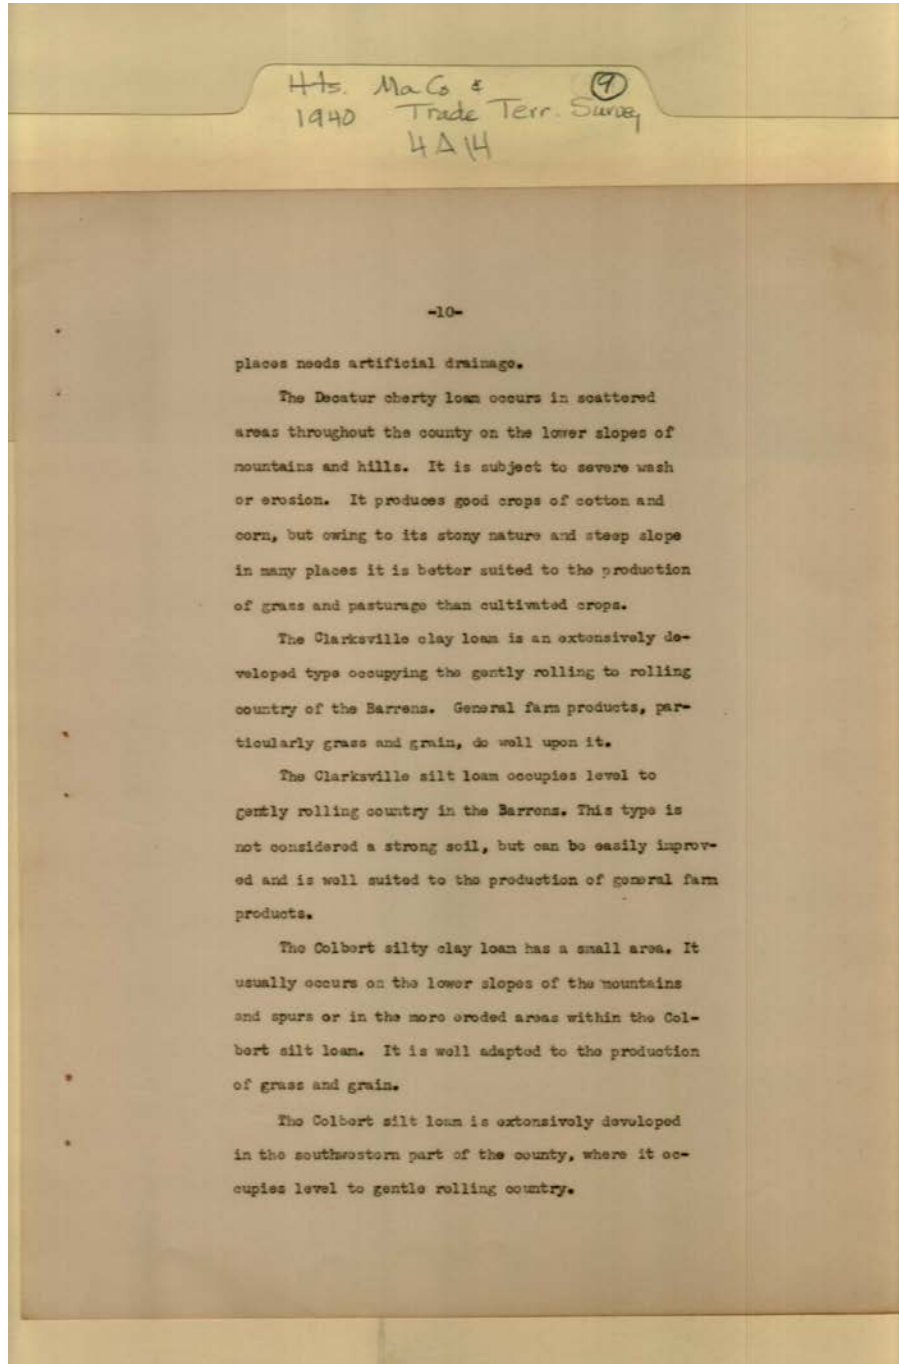 Hts. Ma Co & 9
1940 Trade Terr. Survey
4A14
-10-
places needs artificial drainage.
The Decatur cherty loam occurs in scattered
areas throughout the county on the lower slopes of
mountains and hills. It is subject to severe wash
or erosion. It produces good crops of cotton and
corn, but owing to its stony nature and steep slope
in many places it is better suited to the production
of grass and pasturage than cultivated crops.
The Clarksville clay loam is an extensively de-
veloped type occupying the gently rolling to rolling
country of the Barrens. General farm products, par-
ticularly grass and grain, do well upon it.
The Clarksville silt loam occupies level to
gently rolling country in the Barrens. This type is
not considered a strong soil, but can be easily improv-
ed and is well suited to the production of general farm
products.
The Colbert silty clay loam has a small area. It
usually occurs on the lower slopes of the mountains
and spurs or in the more eroded areas within the Col-
bert silt loam. It is well adapted to the production
of grass and grain.
The Colbert silt loam is extensively developed
in the southwestern part of the county, where it oc-
cupies level to gentle rolling country.